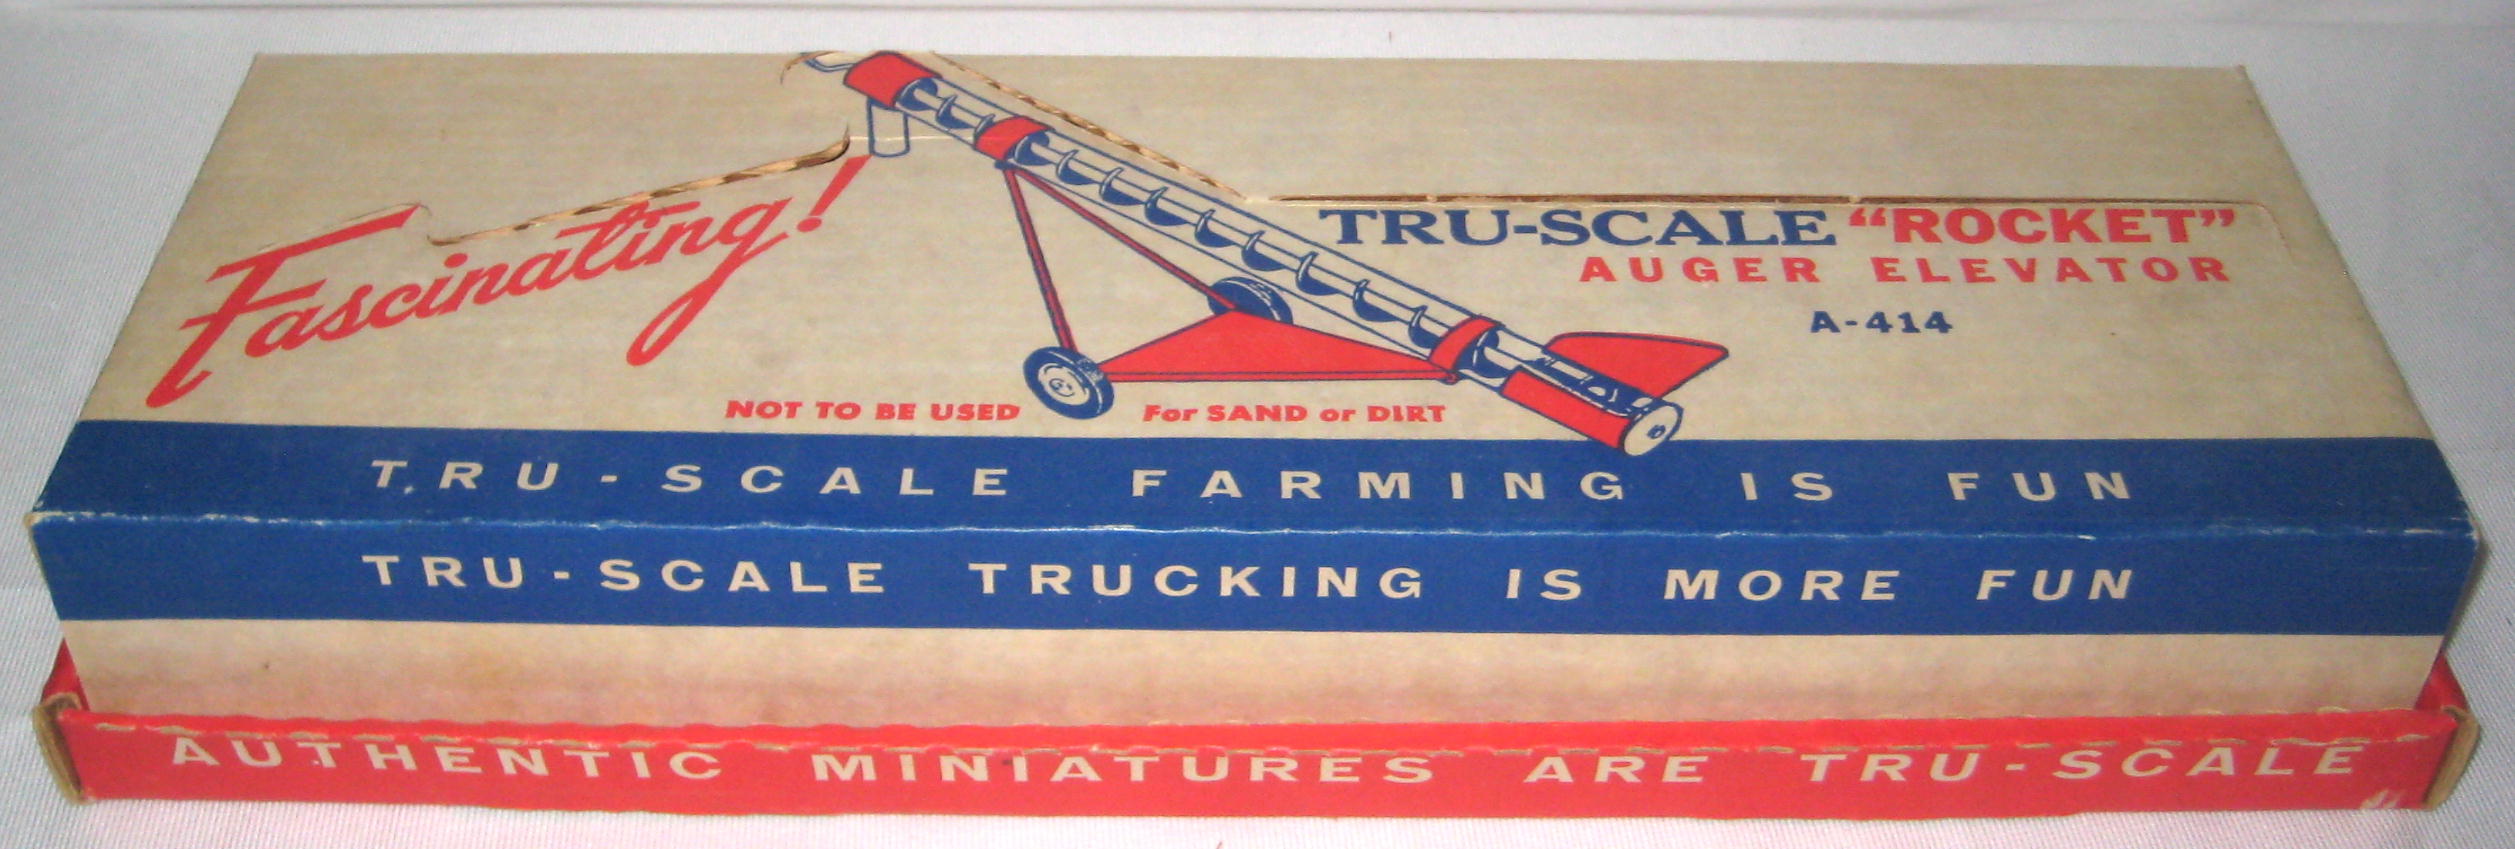 Fascinating!
TRU-SCALE "ROCKET"
AUGER ELEVATOR
A-414
NOT TO BE USED For SAND or DIRT
TRU-SCALE FARMING IS FUN
TRU-SCALE TRUCKING IS MORE FUN
AUTHENTIC MINIATURES ARE TRU-SCALE